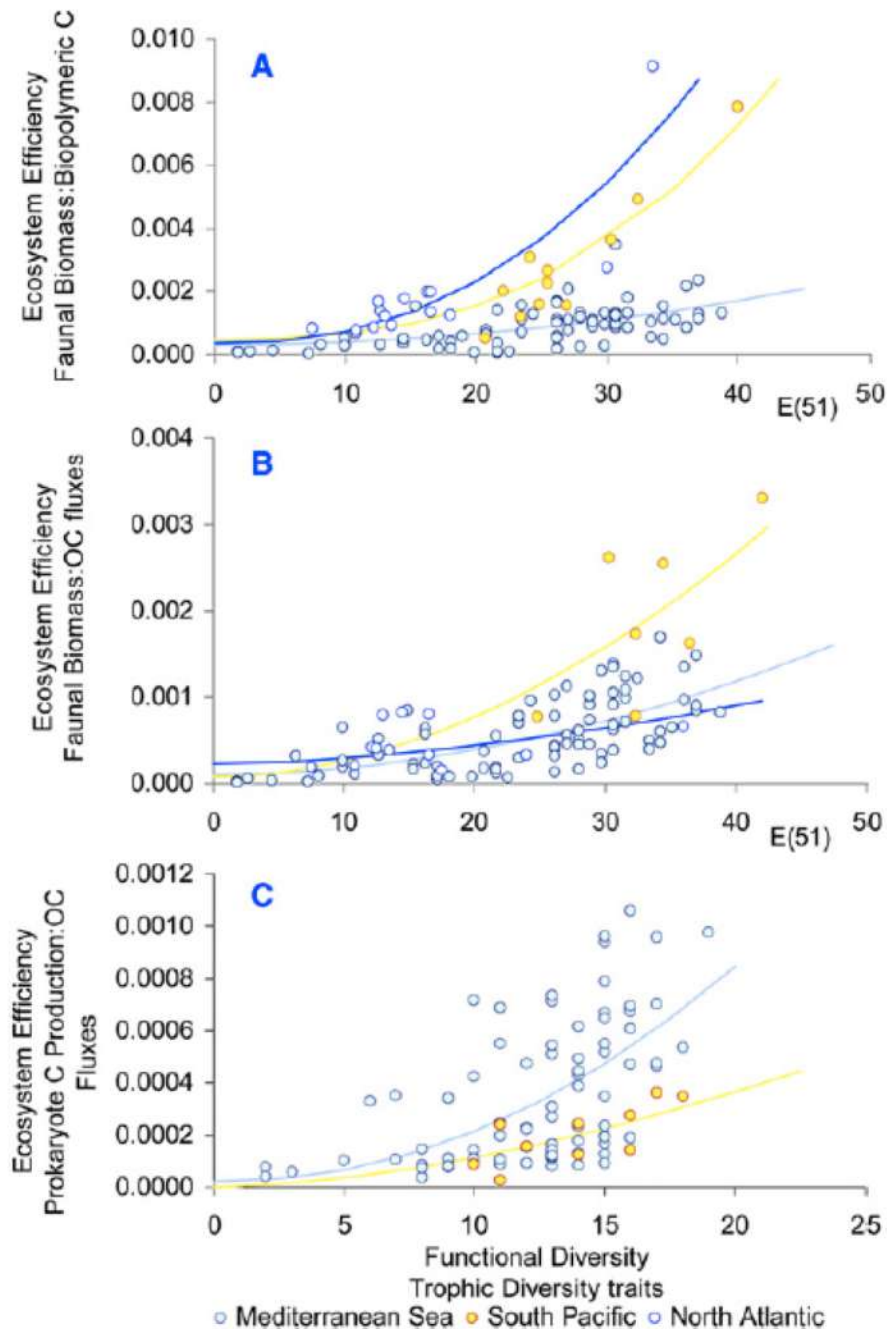 Ecosystem Efficiency
Faunal Biomass:Biopolymeric C
A
0.010
0.008
0.006
0.004
0.002
0.000
0 10 20 30 40 50
E(51)
Ecosystem Efficiency
Faunal Biomass:OC fluxes
B
0.004
0.003
0.002
0.001
0.000
0 10 20 30 40 50
E(51)
Ecosystem Efficiency
Prokaryote C Production:OC
Fluxes
C
0.0012
0.0010
0.0008
0.0006
0.0004
0.0002
0.0000
0 5 10 15 20 25
Functional Diversity
Trophic Diversity traits
Mediterranean Sea South Pacific North Atlantic